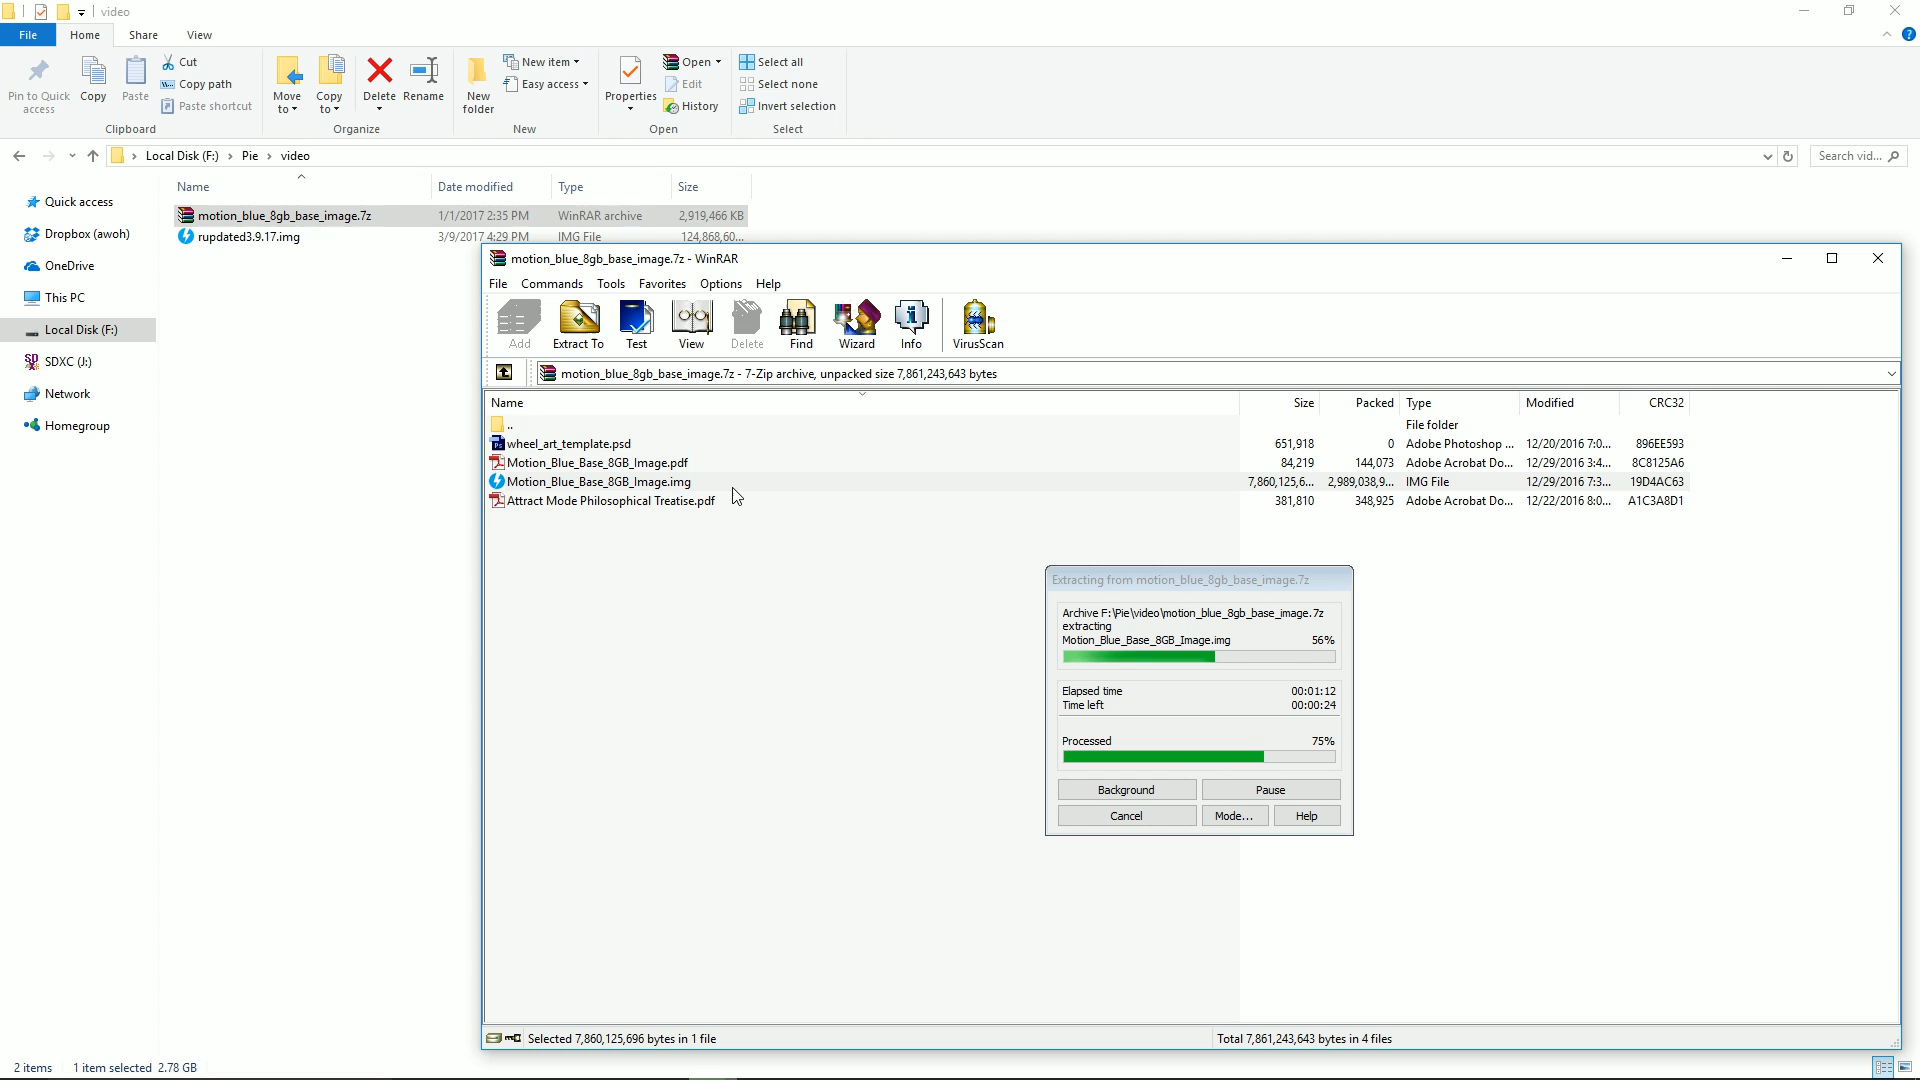 video
File Home Share View
Pin to Quick access
Copy
Paste
Cut
Copy path
Paste shortcut
Clipboard
Move to
Copy to
Delete
Rename
Organize
New folder
New item
Easy access
New
Properties
Open
Edit
History
Open
Select all
Select none
Invert selection
Select
Local Disk (F:) Pie video
Search vid...
Name Date modified Type Size
motion_blue_8gb_base_image.7z 1/1/2017 2:35 PM WinRAR archive 2,919,466 KB
rupdated3.9.17.img 3/9/2017 4:29 PM IMG File 124,868,60...
Quick access
Dropbox (awoh)
OneDrive
This PC
Local Disk (F:)
SDXC (J:)
Network
Homegroup
motion_blue_8gb_base_image.7z - WinRAR
File Commands Tools Favorites Options Help
Add Extract To Test View Delete Find Wizard Info VirusScan
motion_blue_8gb_base_image.7z - 7-Zip archive, unpacked size 7,861,243,643 bytes
Name Size Packed Type Modified CRC32
.. File folder
wheel_art_template.psd 651,918 0 Adobe Photoshop ... 12/20/2016 7:0... 896EE593
Motion_Blue_Base_8GB_Image.pdf 84,219 144,073 Adobe Acrobat Do... 12/29/2016 3:4... 8C8125A6
Motion_Blue_Base_8GB_Image.img 7,860,125,6... 2,989,038,9... IMG File 12/29/2016 7:3... 19D4AC63
Attract Mode Philosophical Treatise.pdf 381,810 348,925 Adobe Acrobat Do... 12/22/2016 8:0... A1C3A8D1
Extracting from motion_blue_8gb_base_image.7z
Archive F:\Pie\video\motion_blue_8gb_base_image.7z
extracting
Motion_Blue_Base_8GB_Image.img 56%
Elapsed time 00:01:12
Time left 00:00:24
Processed 75%
Background Pause
Cancel Mode... Help
Selected 7,860,125,696 bytes in 1 file Total 7,861,243,643 bytes in 4 files
2 items 1 item selected 2.78 GB